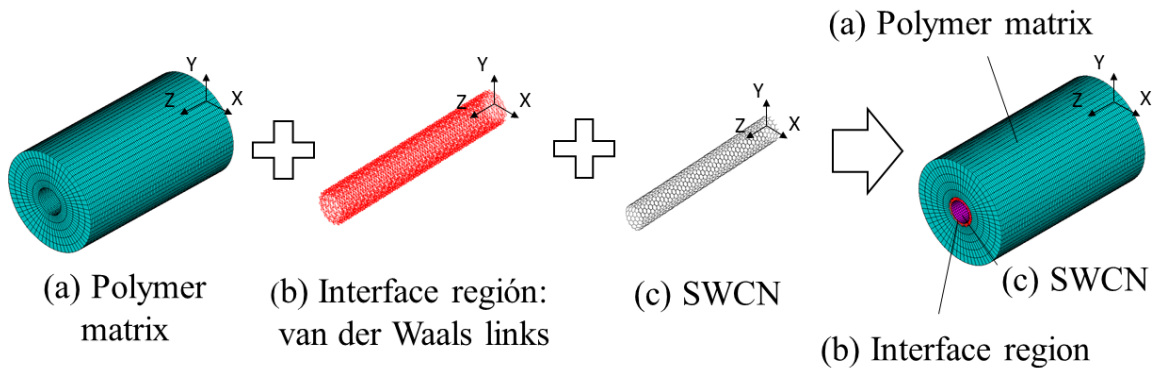 (a) Polymer matrix
Y
Z
X
Y
Z
X
Y
Z
X
Y
Z
X
(a) Polymer
matrix
(b) Interface región:
van der Waals links
(c) SWCN
(c) SWCN
(b) Interface region